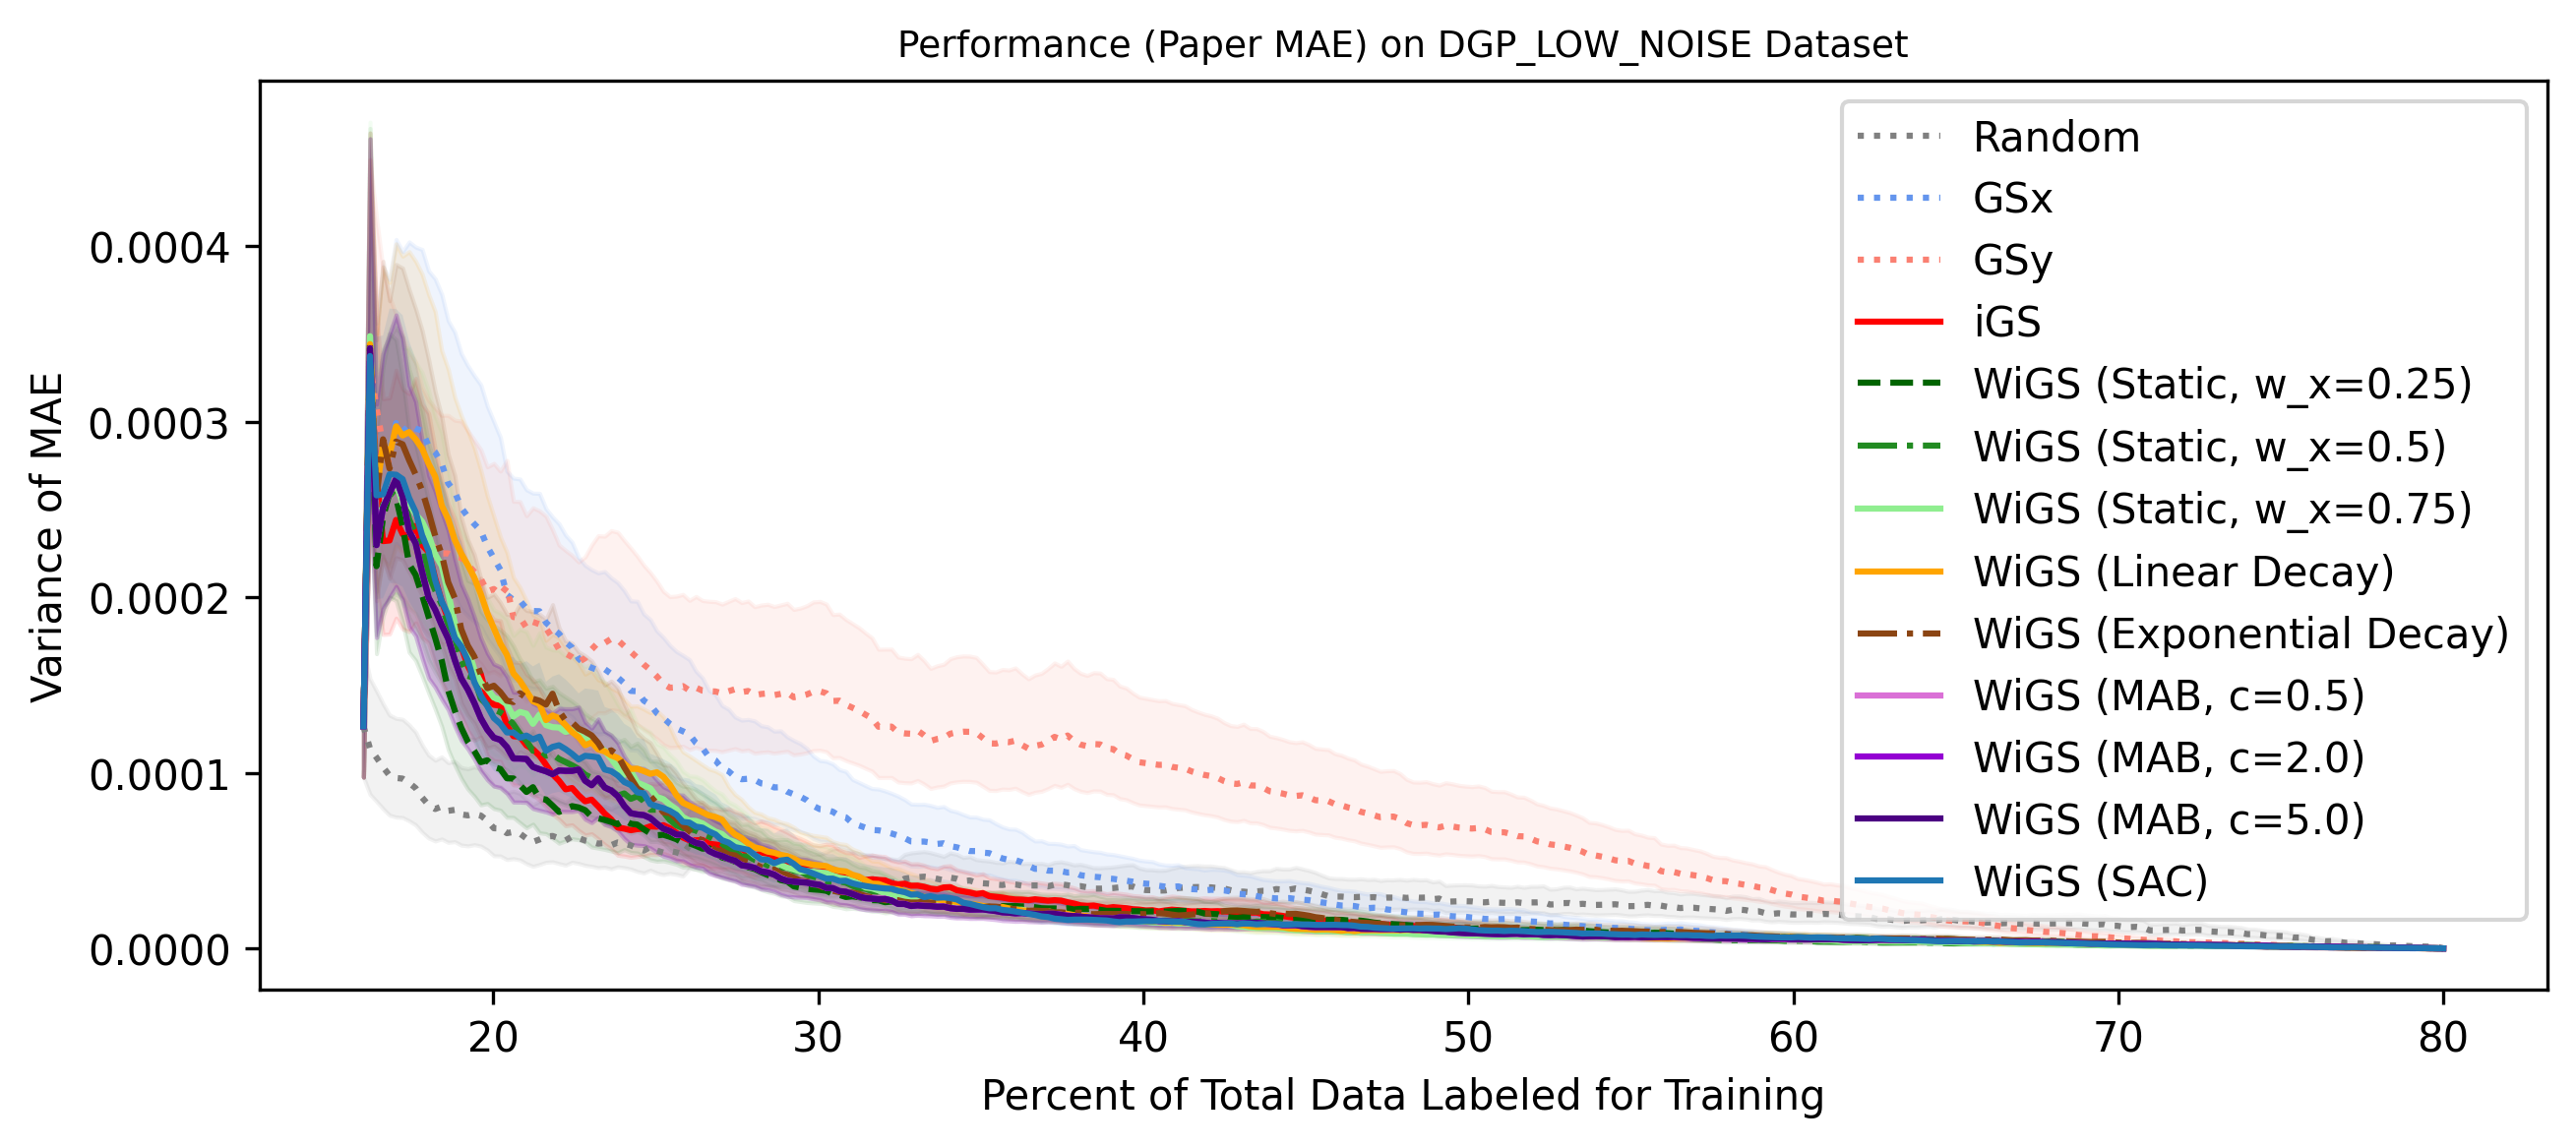 Performance (Paper MAE) on DGP_LOW_NOISE Dataset
Variance of MAE
0.0004
0.0003
0.0002
0.0001
0.0000
Random
GSx
GSy
iGS
WiGS (Static, w_x=0.25)
WiGS (Static, w_x=0.5)
WiGS (Static, w_x=0.75)
WiGS (Linear Decay)
WiGS (Exponential Decay)
WiGS (MAB, c=0.5)
WiGS (MAB, c=2.0)
WiGS (MAB, c=5.0)
WiGS (SAC)
20 30 40 50 60 70 80
Percent of Total Data Labeled for Training